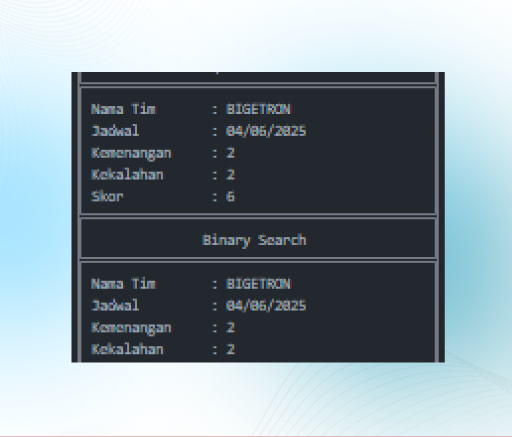 Nama Tim : BIGETRON
Jadwal : 04/06/2025
Kemenangan : 2
Kekalahan : 2
Skor : 6
Binary Search
Nama Tim : BIGETRON
Jadwal : 04/06/2025
Kemenangan : 2
Kekalahan : 2